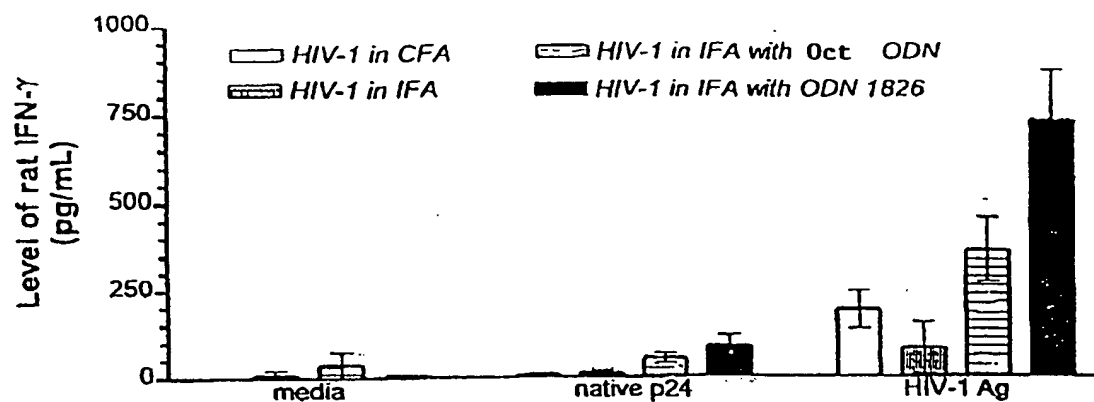 Level of rat IFN-γ
(pg/mL)
1000
750
500
250
0
HIV-1 in CFA
HIV-1 in IFA
HIV-1 in IFA with Oct ODN
HIV-1 in IFA with ODN 1826
media
native p24
HIV-1 Ag